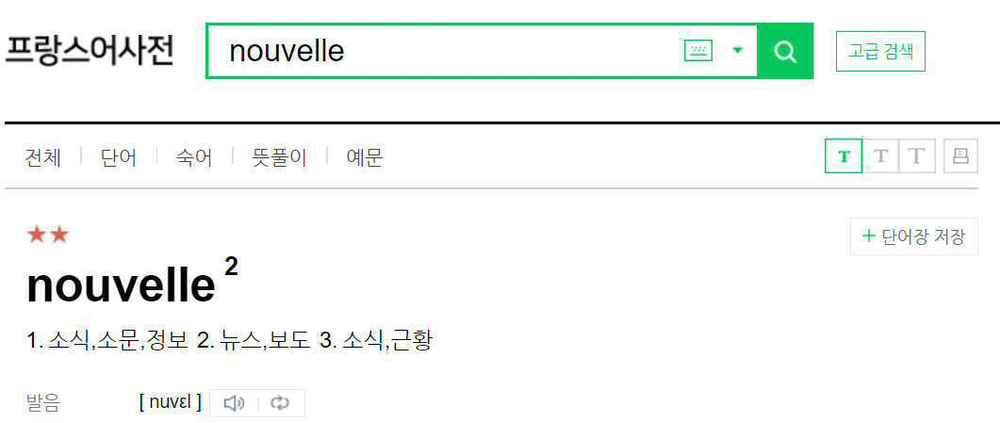 프랑스어사전 nouvelle 고급 검색
전체 단어 숙어 뜻풀이 예문 T T T
+ 단어장 저장
nouvelle 2
1. 소식,소문,정보 2. 뉴스,보도 3. 소식,근황
발음 [ nuvɛl ]